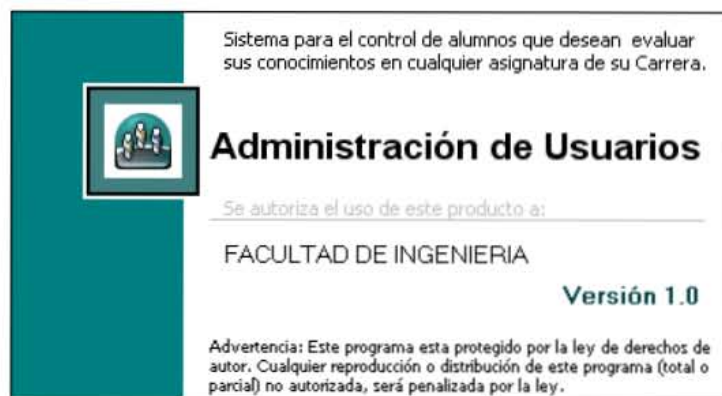 Sistema para el control de alumnos que desean evaluar
sus conocimientos en cualquier asignatura de su Carrera.
Administración de Usuarios
Se autoriza el uso de este producto a:
FACULTAD DE INGENIERIA
Versión 1.0
Advertencia: Este programa esta protegido por la ley de derechos de
autor. Cualquier reproducción o distribución de este programa (total o
parcial) no autorizada, será penalizada por la ley.